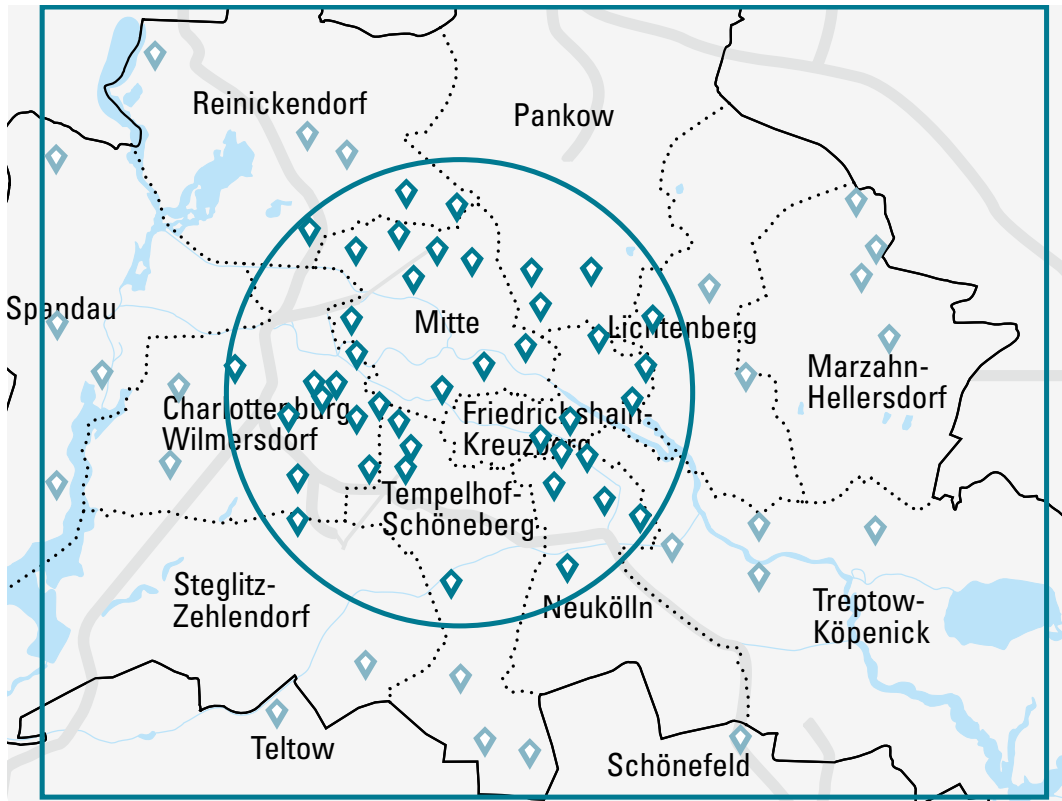 Reinickendorf
Pankow
Spandau
Mitte
Lichtenberg
Marzahn-
Hellersdorf
Charlottenburg-
Wilmersdorf
Friedrichshain-
Kreuzberg
Tempelhof-
Schöneberg
Steglitz-
Zehlendorf
Neukölln
Treptow-
Köpenick
Teltow
Schönefeld